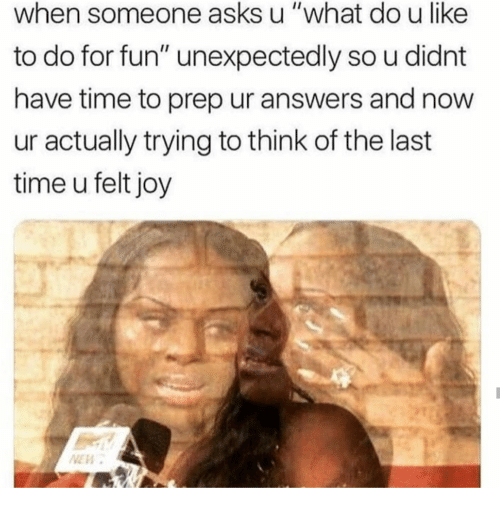 when someone asks u "what do u like
to do for fun" unexpectedly so u didnt
have time to prep ur answers and now
ur actually trying to think of the last
time u felt joy
NEW